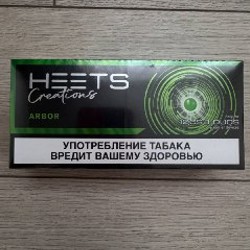 HEETS
Creations
ARBOR
УПОТРЕБЛЕНИЕ ТАБАКА
ВРЕДИТ ВАШЕМУ ЗДОРОВЬЮ